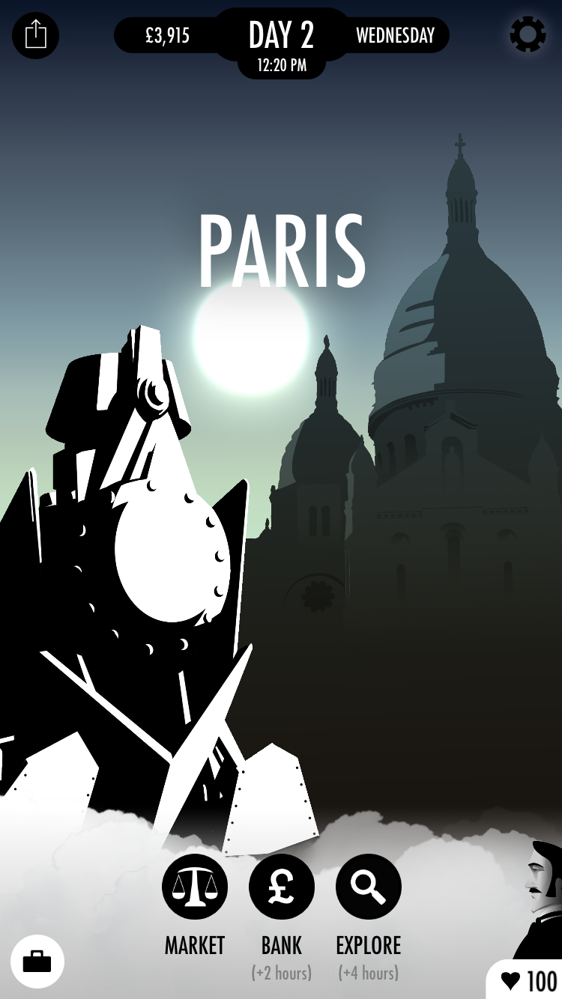 £3,915
DAY 2
WEDNESDAY
12:20 PM
PARIS
£
MARKET
BANK
EXPLORE
(+2 hours)
(+4 hours)
100